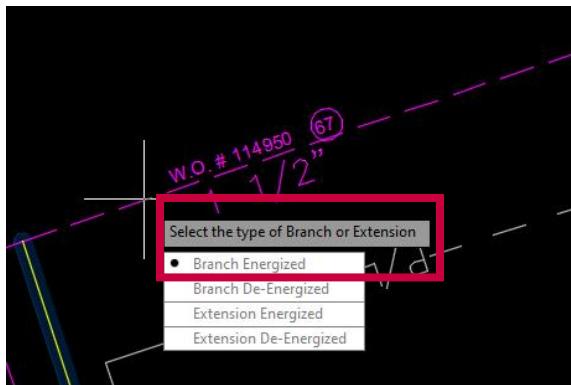 W.O. # 114950 67
1 1/2"
Select the type of Branch or Extension
Branch Energized
Branch De-Energized
Extension Energized
Extension De-Energized